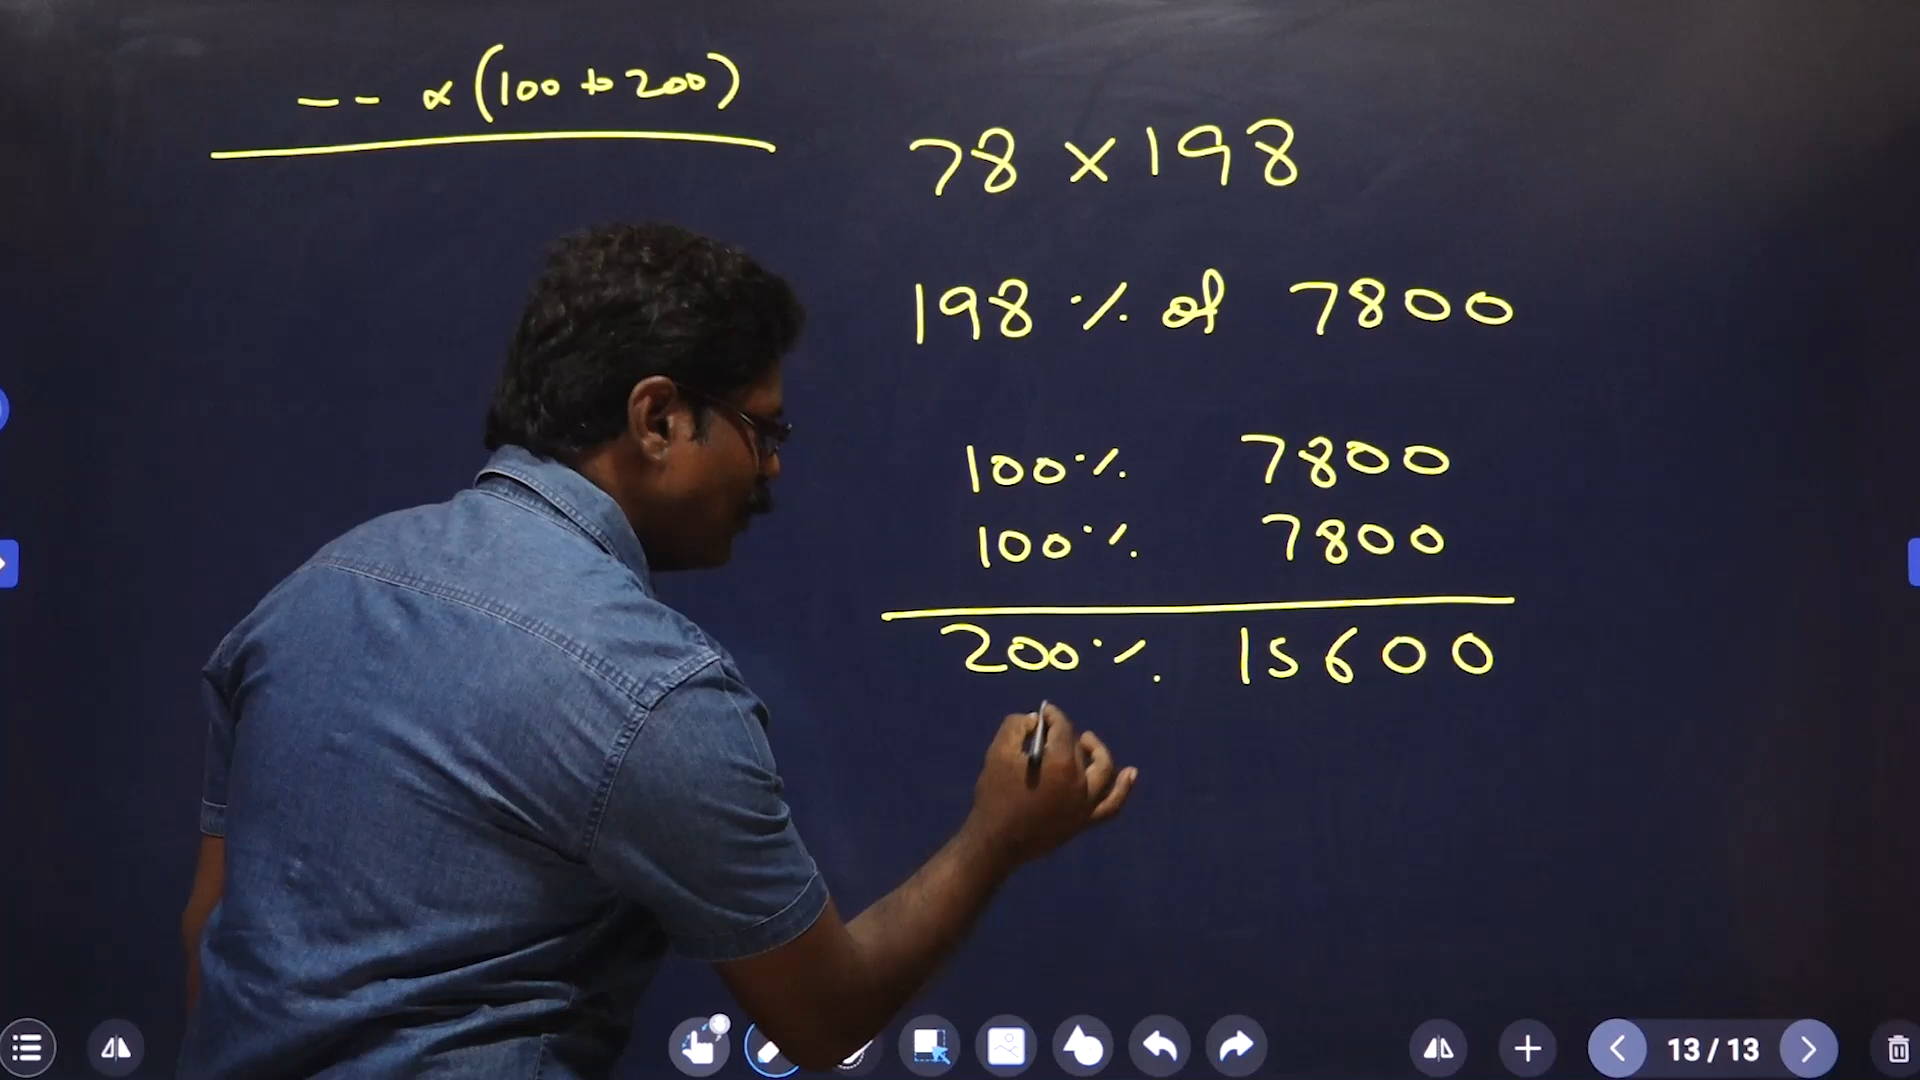 -- × (100 to 200)
78 × 198
198 % of 7800
100% 7800
100% 7800
200% 15600
13 / 13